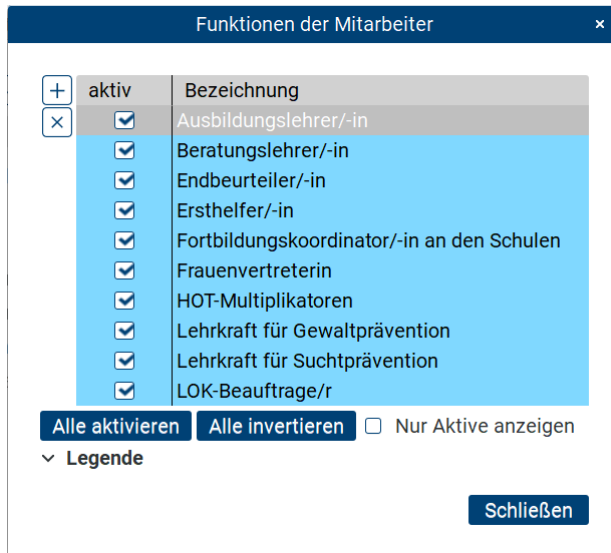 Funktionen der Mitarbeiter
aktiv Bezeichnung
Ausbildungslehrer/-in
Beratungslehrer/-in
Endbeurteiler/-in
Ersthelfer/-in
Fortbildungskoordinator/-in an den Schulen
Frauenvertreterin
HOT-Multiplikatoren
Lehrkraft für Gewaltprävention
Lehrkraft für Suchtprävention
LOK-Beauftrage/r
Alle aktivieren Alle invertieren Nur Aktive anzeigen
Legende
Schließen